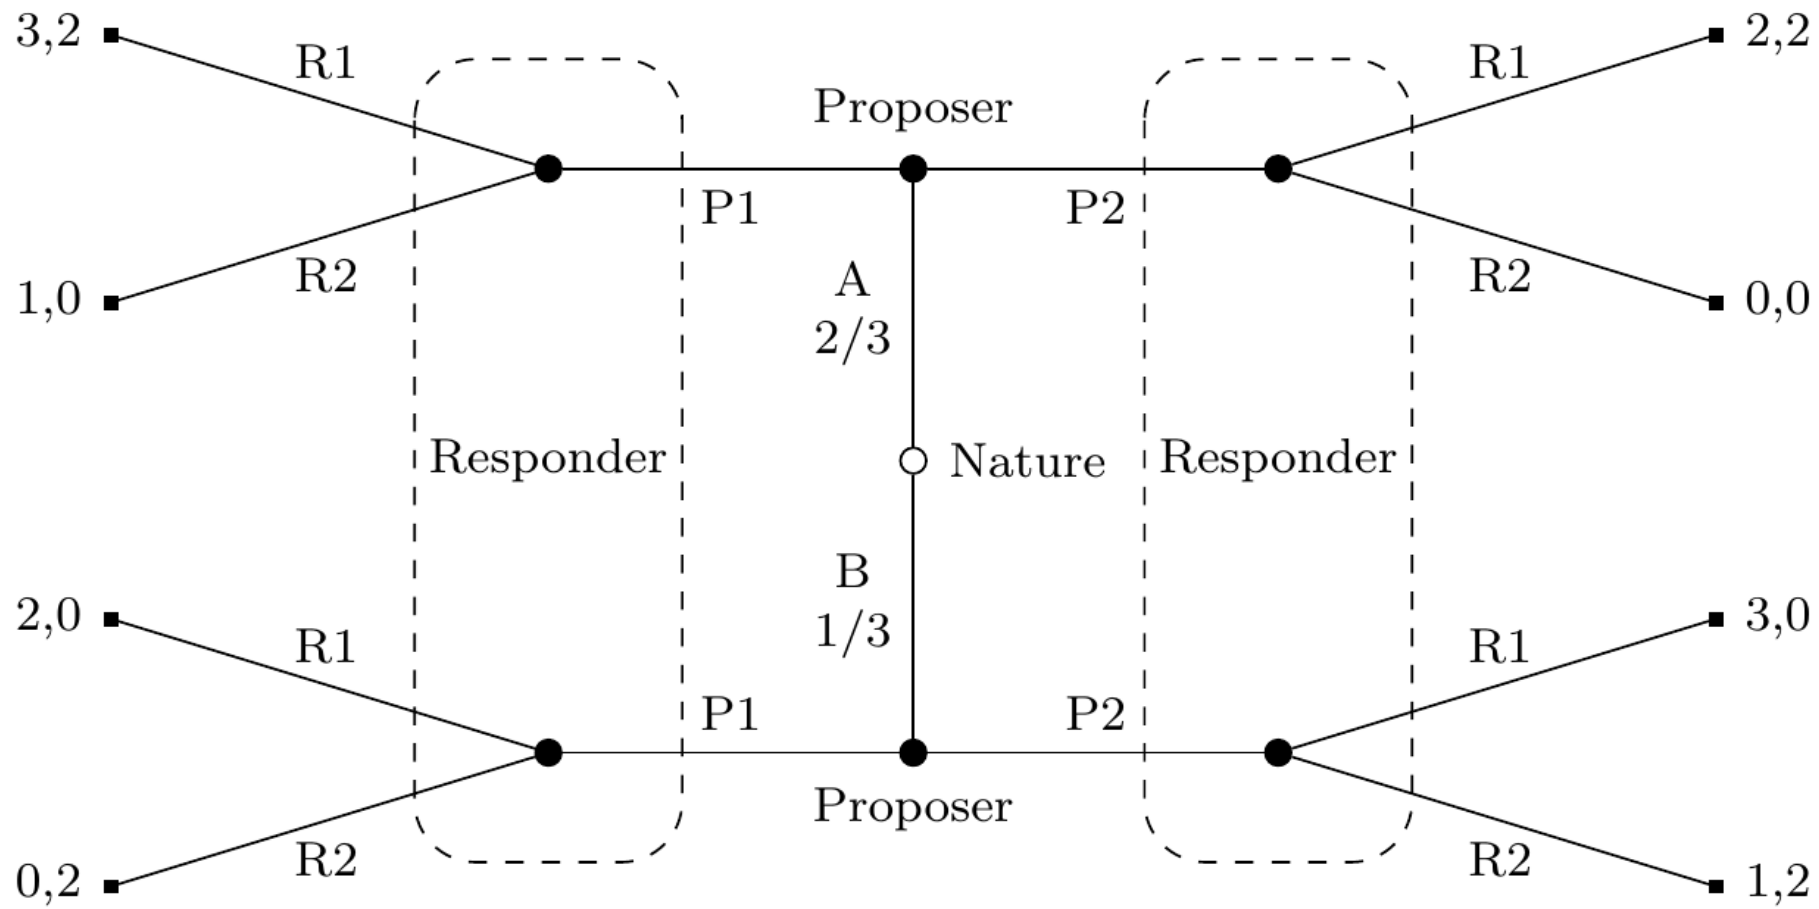 3,2
R1
Proposer
R1
2,2
P1
P2
1,0
R2
A
2/3
R2
0,0
Responder
Nature
Responder
B
1/3
2,0
R1
P1
P2
R1
3,0
Proposer
0,2
R2
R2
1,2